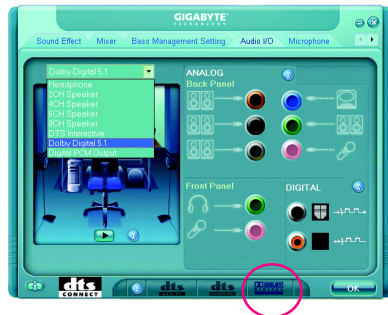 GIGABYTE
TECHNOLOGY
Sound Effect Mixer Bass Management Setting Audio I/O Microphone
Dolby Digital 5.1
Headphone
2CH Speaker
4CH Speaker
6CH Speaker
8CH Speaker
DTS Interactive
Dolby Digital 5.1
Digital PCM Output
ANALOG
Back Panel
Front Panel
DIGITAL
dts
CONNECT
dts
dts
DOLBY
OK